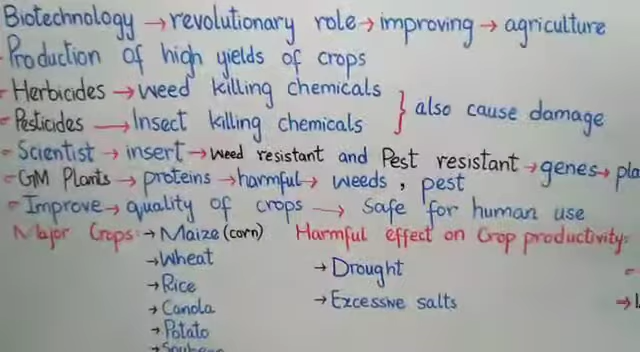 Biotechnology → revolutionary role → improving → agriculture
- Production of high yields of crops
- Herbicides → weed killing chemicals
- Pesticides → Insect killing chemicals } also cause damage
- Scientist → insert → weed resistant and Pest resistant → genes →
- GM Plants → proteins → harmful → weeds, pest
- Improve → quality of crops → safe for human use
Major Crops: → Maize (corn) Harmful effect on Crop productivity:
→ Wheat → Drought
→ Rice
→ Canola → Excessive salts
→ Potato